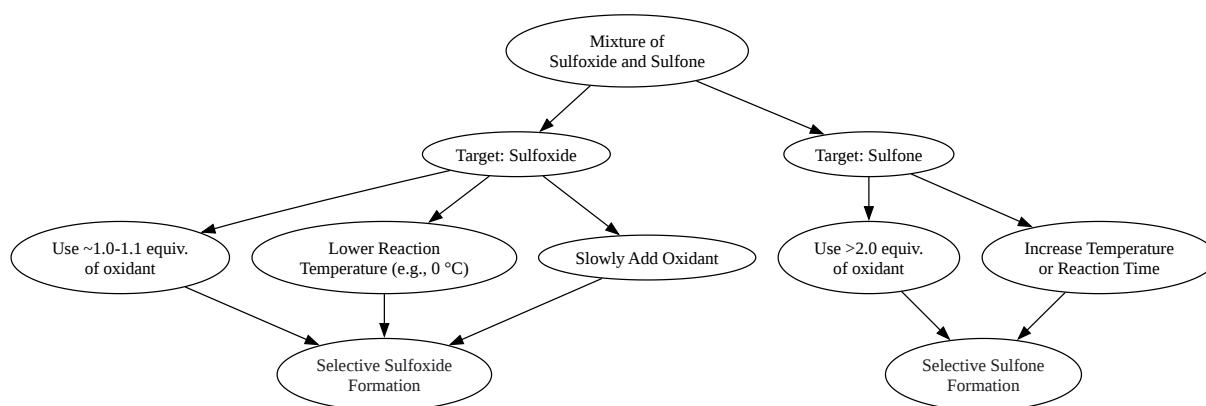 Mixture of
Sulfoxide and Sulfone
Target: Sulfoxide
Target: Sulfone
Use ~1.0-1.1 equiv.
of oxidant
Lower Reaction
Temperature (e.g., 0 °C)
Slowly Add Oxidant
Use >2.0 equiv.
of oxidant
Increase Temperature
or Reaction Time
Selective Sulfoxide
Formation
Selective Sulfone
Formation